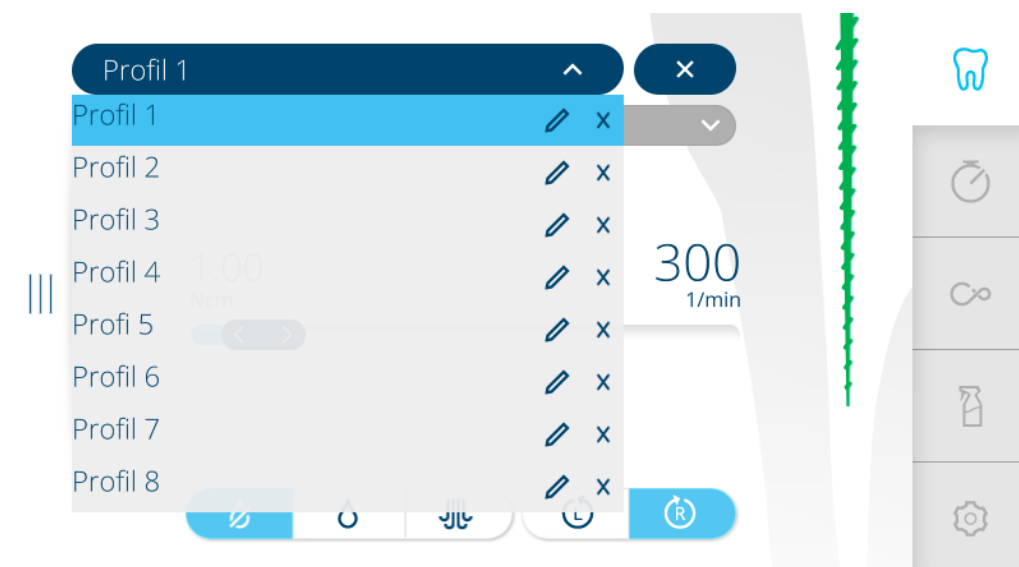 Profil 1
Profil 1
Profil 2
Profil 3
Profil 4
1.00
Ncm
300
1/min
Profi 5
Profil 6
Profil 7
Profil 8
L
R